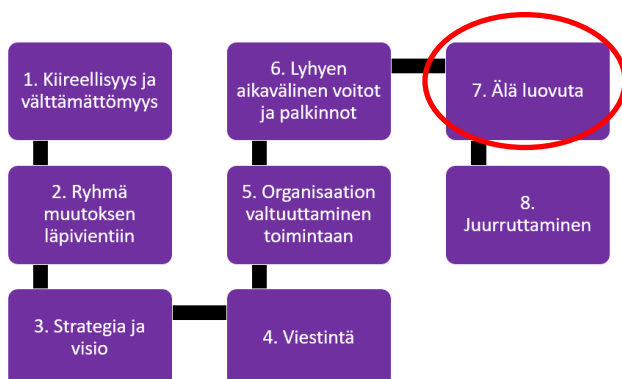 1. Kiireellisyys ja
välttämättömyys
2. Ryhmä
muutoksen
läpivientiin
3. Strategia ja
visio
4. Viestintä
5. Organisaation
valtuuttaminen
toimintaan
6. Lyhyen
aikavälinen voitot
ja palkinnot
7. Älä luovuta
8.
Juurruttaminen